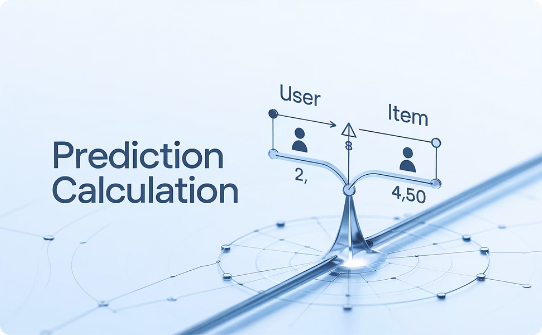 User
Item
8
Prediction
Calculation
2,
4,50